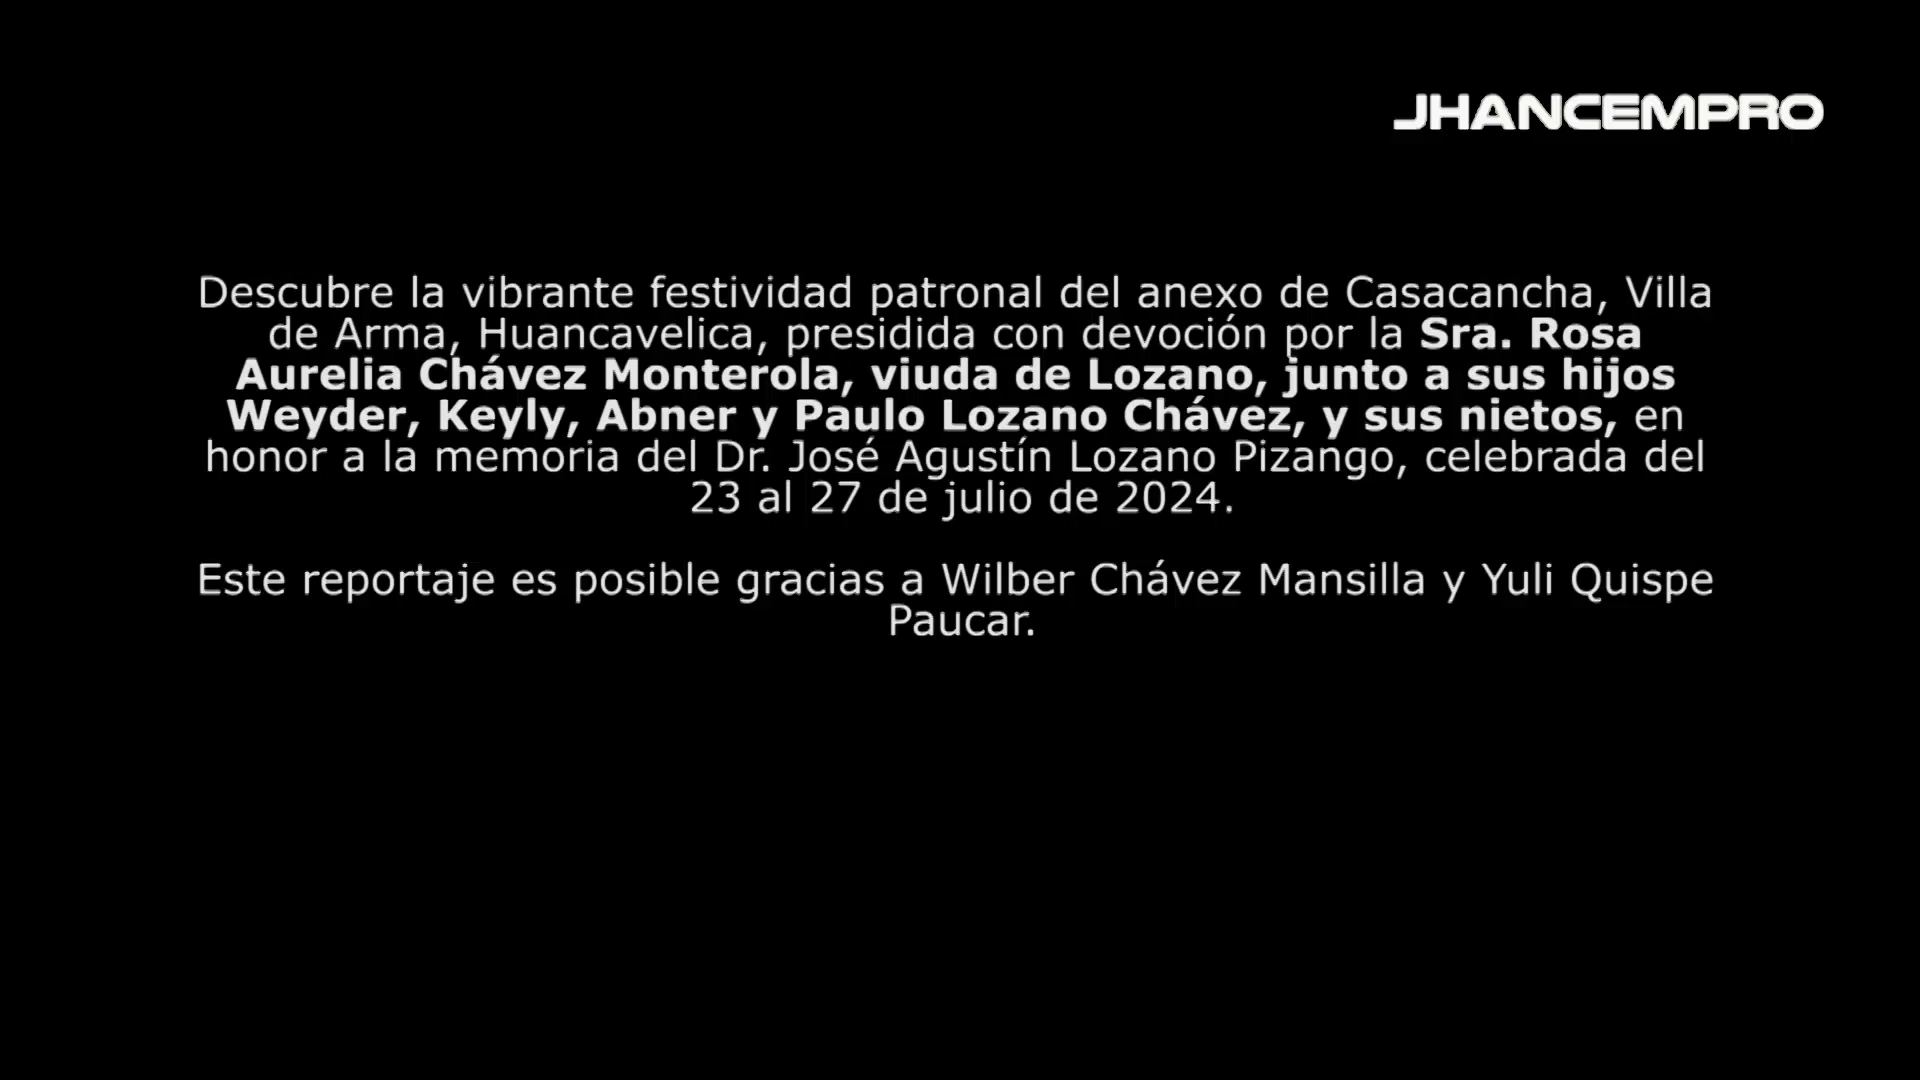 JHANCEMPRO
Descubre la vibrante festividad patronal del anexo de Casacancha, Villa
de Arma, Huancavelica, presidida con devoción por la Sra. Rosa
Aurelia Chávez Monterola, viuda de Lozano, junto a sus hijos
Weyder, Keyly, Abner y Paulo Lozano Chávez, y sus nietos, en
honor a la memoria del Dr. José Agustín Lozano Pizango, celebrada del
23 al 27 de julio de 2024.
Este reportaje es posible gracias a Wilber Chávez Mansilla y Yuli Quispe
Paucar.